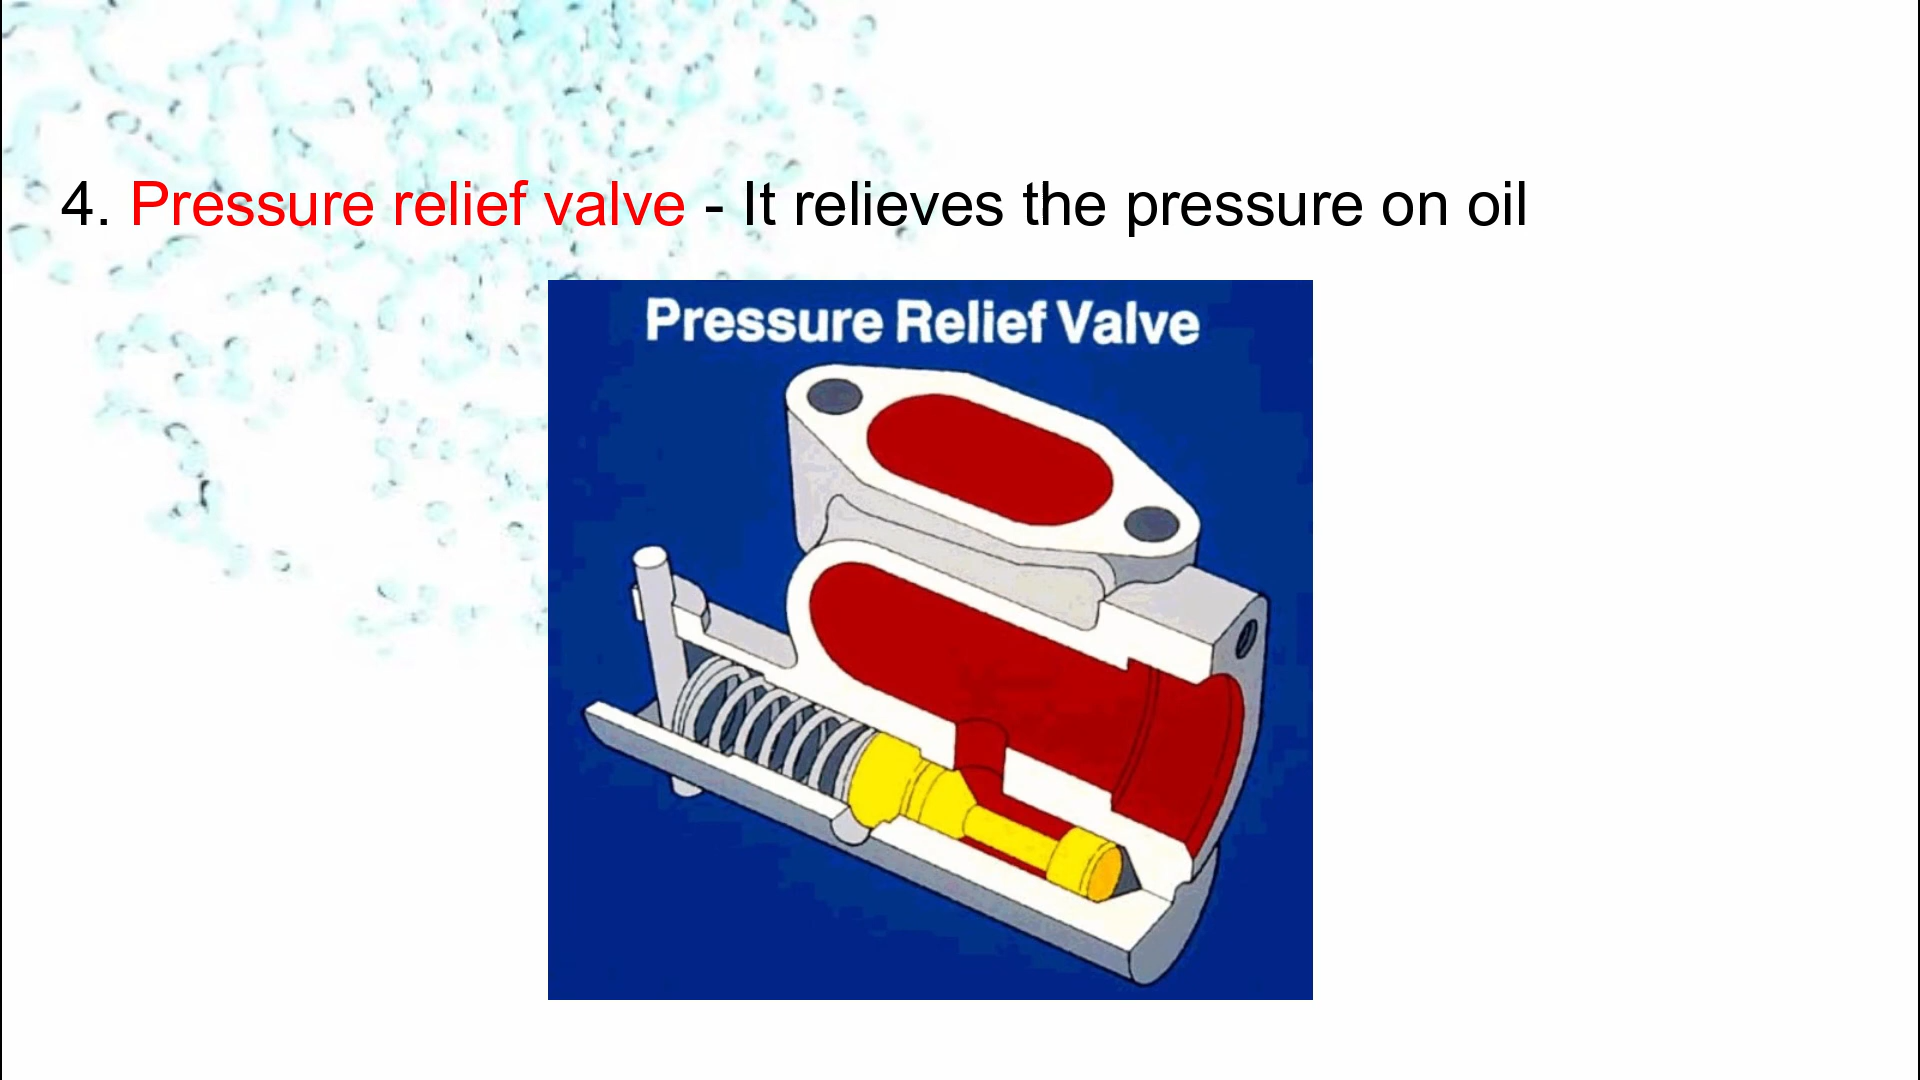 4. Pressure relief valve - It relieves the pressure on oil
Pressure Relief Valve